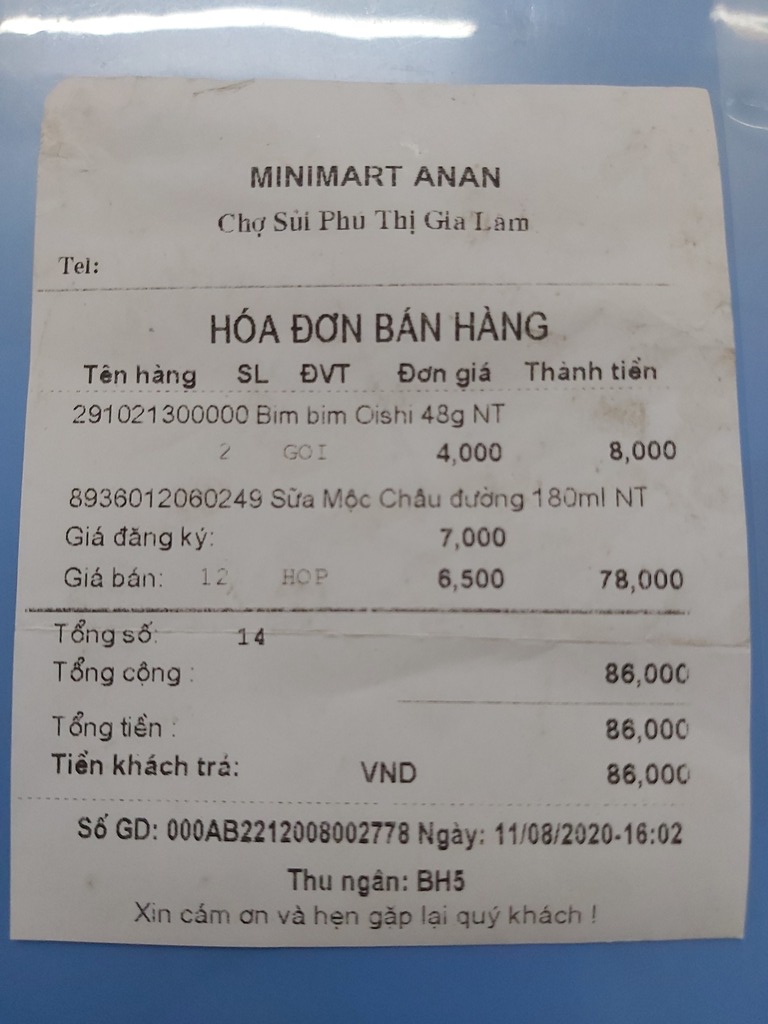 MINIMART ANAN
Chợ Sủi Phú Thị Gia Lâm
Tel:
HÓA ĐƠN BÁN HÀNG
Tên hàng SL ĐVT Đơn giá Thành tiền
291021300000 Bim bim Oishi 48g NT
2 GOI 4,000 8,000
8936012060249 Sữa Mộc Châu đường 180ml NT
Giá đăng ký: 7,000
Giá bán: 12 HOP 6,500 78,000
Tổng số: 14
Tổng cộng : 86,000
Tổng tiền : 86,000
Tiền khách trả: VND 86,000
Số GD: 000AB2212008002778 Ngày: 11/08/2020-16:02
Thu ngân: BH5
Xin cám ơn và hẹn gặp lại quý khách !